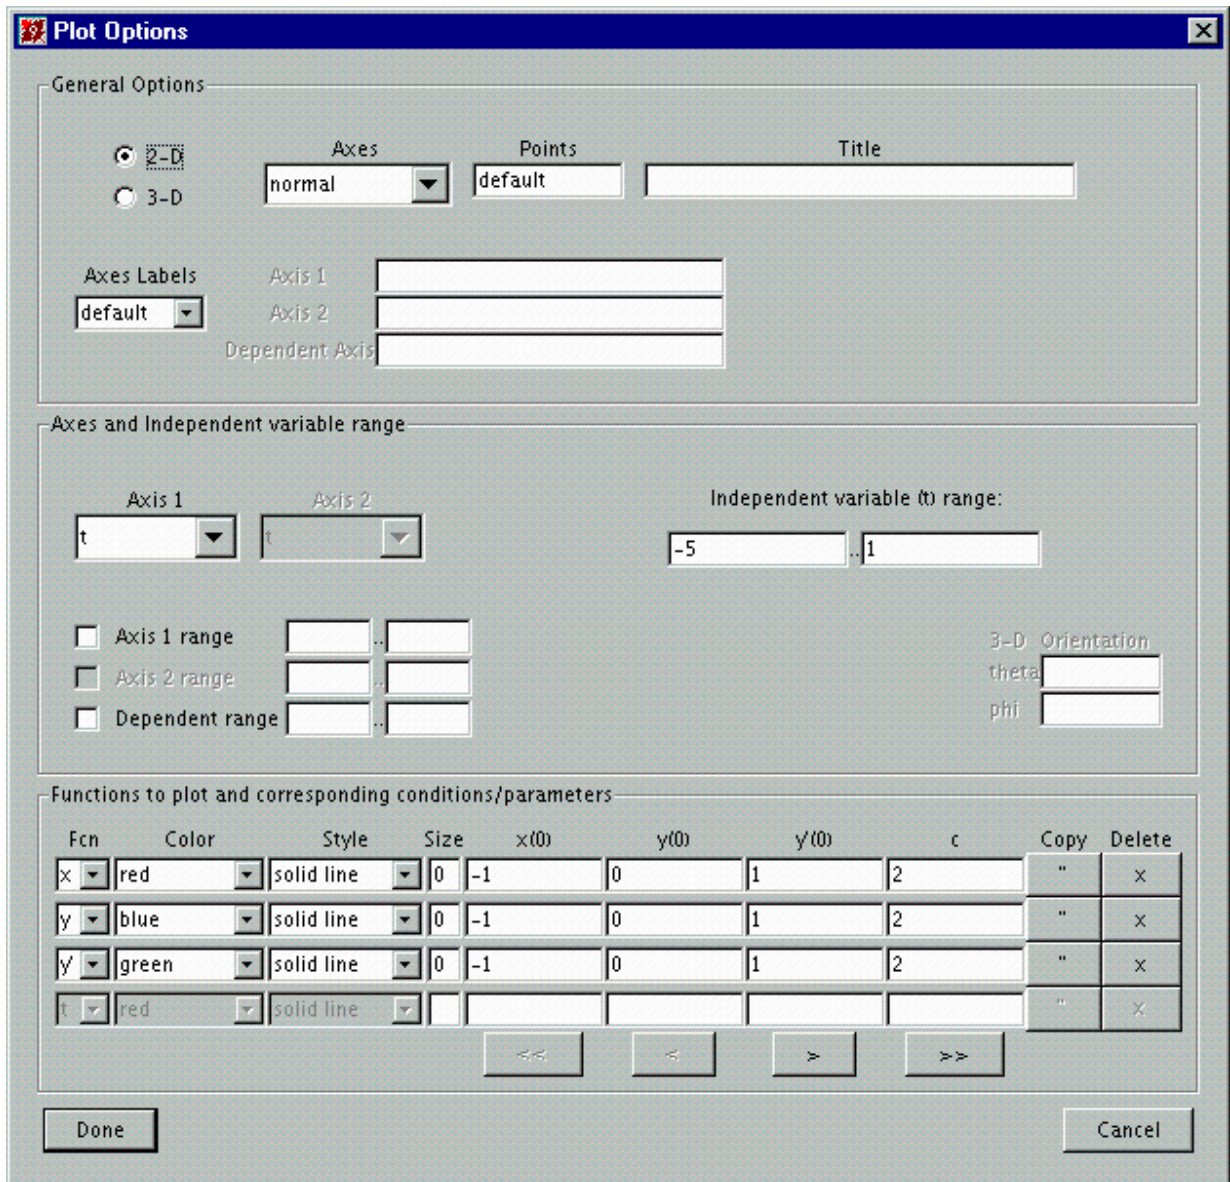 Plot Options
General Options
2-D
3-D
Axes
normal
Points
default
Title
Axes Labels
default
Axis 1
Axis 2
Dependent Axis
Axes and Independent variable range
Axis 1 Axis 2 Independent variable (t) range:
t t -5 .. 1
Axis 1 range ..
Axis 2 range ..
Dependent range ..
3-D Orientation
theta
phi
Functions to plot and corresponding conditions/parameters
Fcn Color Style Size x(0) y(0) y'(0) c Copy Delete
x red solid line 0 -1 0 1 2 " x
y blue solid line 0 -1 0 1 2 " x
y' green solid line 0 -1 0 1 2 " x
t red solid line " x
<< < > >>
Done Cancel